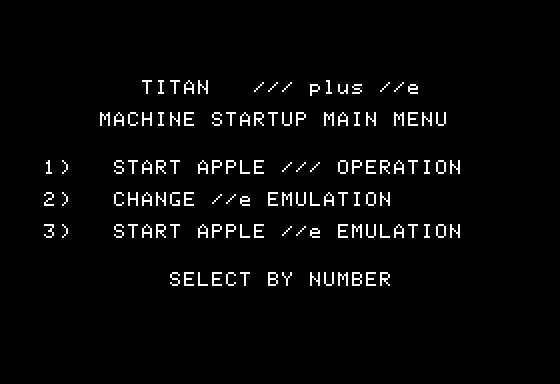 TITAN   /// plus //e
MACHINE STARTUP MAIN MENU
1)   START APPLE /// OPERATION
2)   CHANGE //e EMULATION
3)   START APPLE //e EMULATION
SELECT BY NUMBER